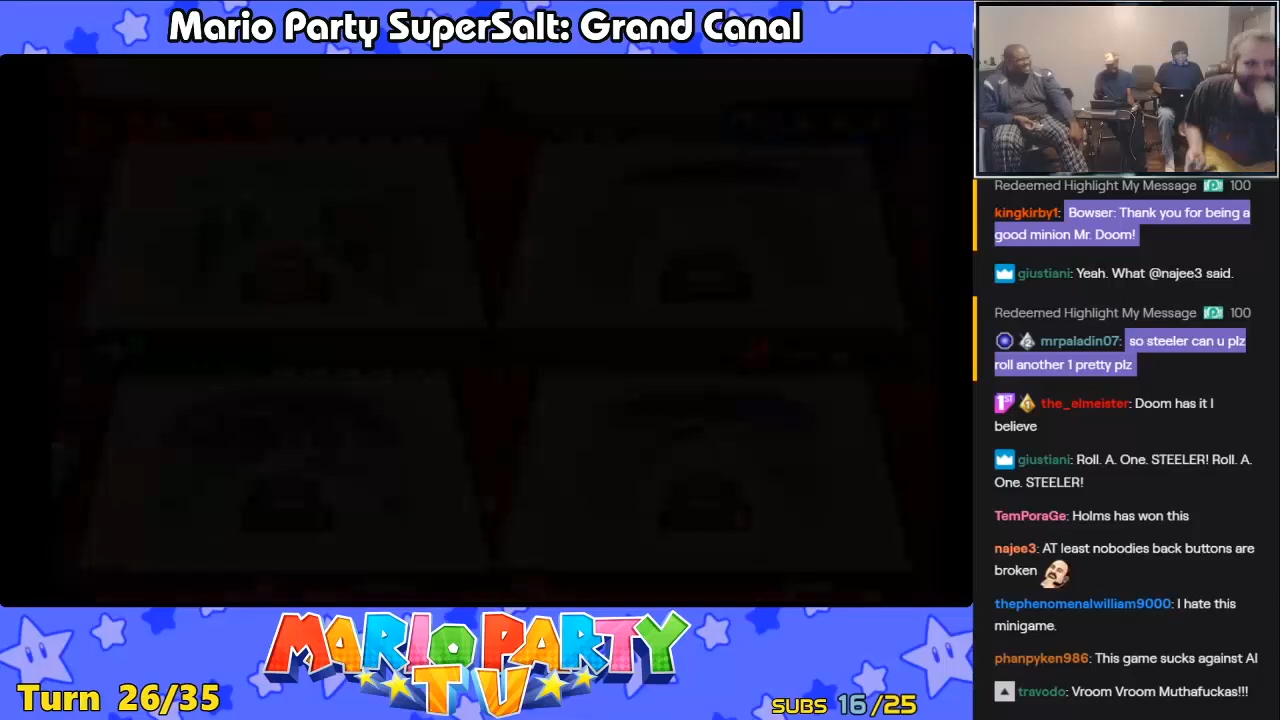 Mario Party SuperSalt: Grand Canal
Redeemed Highlight My Message 100
kingkirby1: Bowser: Thank you for being a
good minion Mr. Doom!
giustiani: Yeah. What @najee3 said.
Redeemed Highlight My Message 100
2 mrpaladin07: so steeler can u plz
roll another 1 pretty plz
1ST 1 the_elmeister: Doom has it I
believe
giustiani: Roll. A. One. STEELER! Roll. A.
One. STEELER!
TemPoraGe: Holms has won this
najee3: AT least nobodies back buttons are
broken
thephenomenalwilliam9000: I hate this
minigame.
phanpyken986: This game sucks against AI
travodo: Vroom Vroom Muthafuckas!!!
MARIO PARTY
TV
Turn 26/35
SUBS 16/25